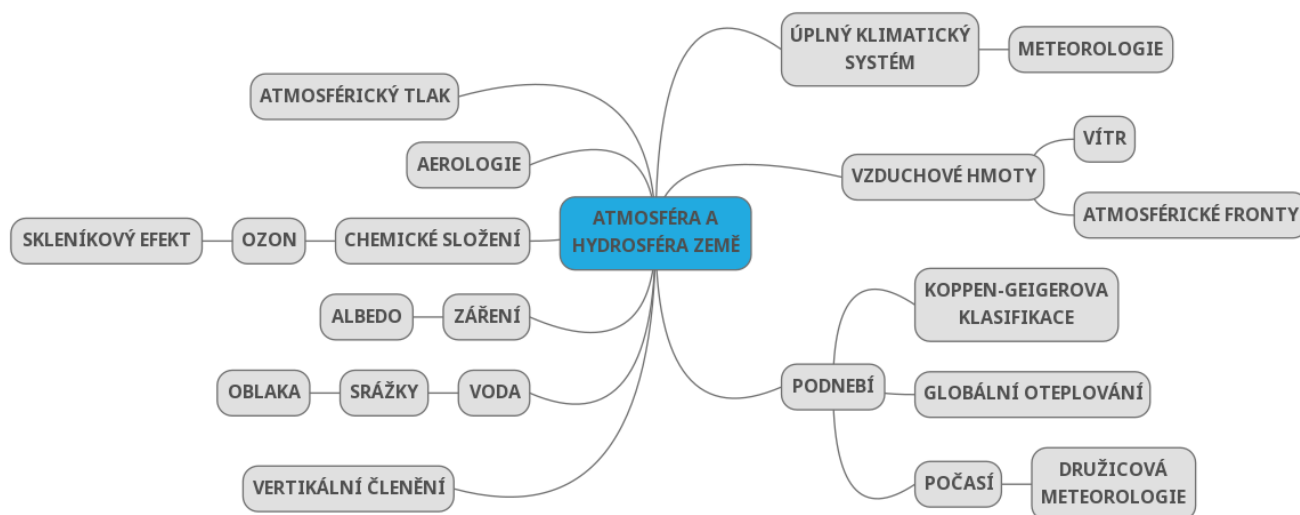 ÚPLNÝ KLIMATICKÝ
SYSTÉM
METEOROLOGIE
ATMOSFÉRICKÝ TLAK
VÍTR
AEROLOGIE
VZDUCHOVÉ HMOTY
ATMOSFÉRICKÉ FRONTY
ATMOSFÉRA A
HYDROSFÉRA ZEMĚ
SKLENÍKOVÝ EFEKT
OZON
CHEMICKÉ SLOŽENÍ
KOPPEN-GEIGEROVA
KLASIFIKACE
ALBEDO
ZÁŘENÍ
PODNEBÍ
OBLAKA
SRÁŽKY
VODA
GLOBÁLNÍ OTEPLOVÁNÍ
VERTIKÁLNÍ ČLENĚNÍ
POČASÍ
DRUŽICOVÁ
METEOROLOGIE